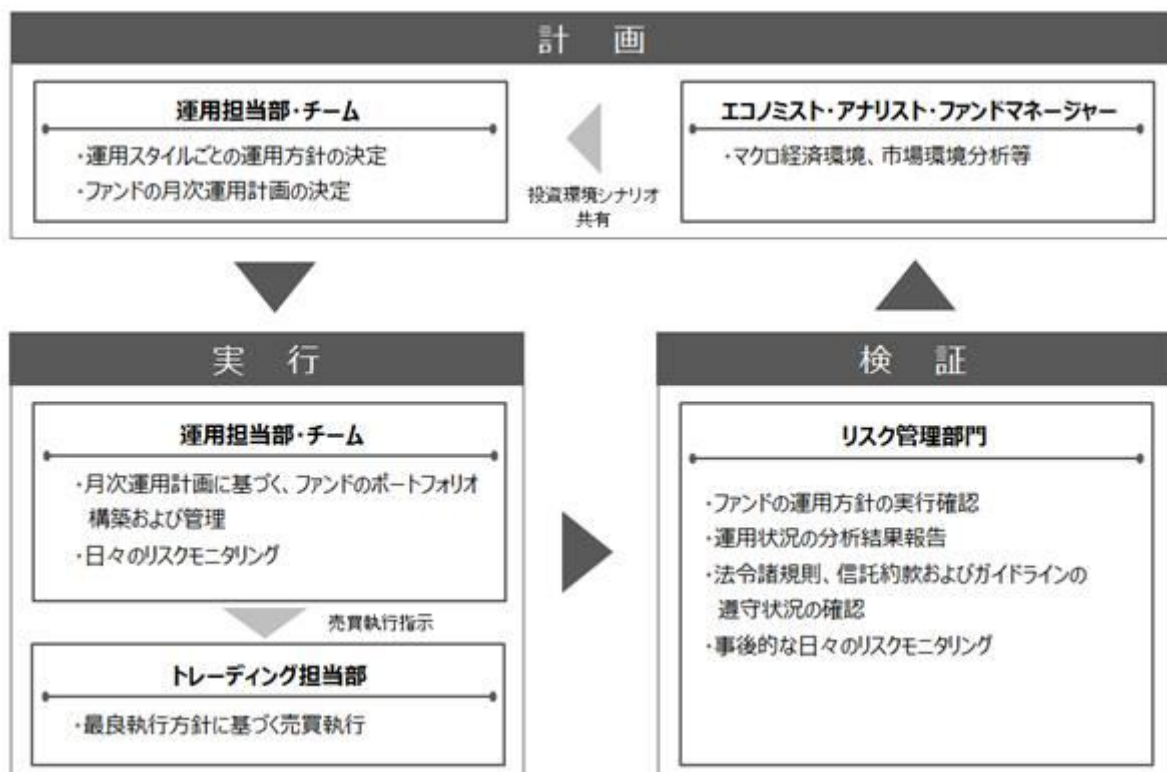 計 画
運用担当部・チーム
・運用スタイルごとの運用方針の決定
・ファンドの月次運用計画の決定
投資環境シナリオ
共有
エコノミスト・アナリスト・ファンドマネージャー
・マクロ経済環境、市場環境分析等
実 行
運用担当部・チーム
・月次運用計画に基づく、ファンドのポートフォリオ
構築および管理
・日々のリスクモニタリング
売買執行指示
トレーディング担当部
・最良執行方針に基づく売買執行
検 証
リスク管理部門
・ファンドの運用方針の実行確認
・運用状況の分析結果報告
・法令諸規則、信託約款およびガイドラインの
遵守状況の確認
・事後的な日々のリスクモニタリング